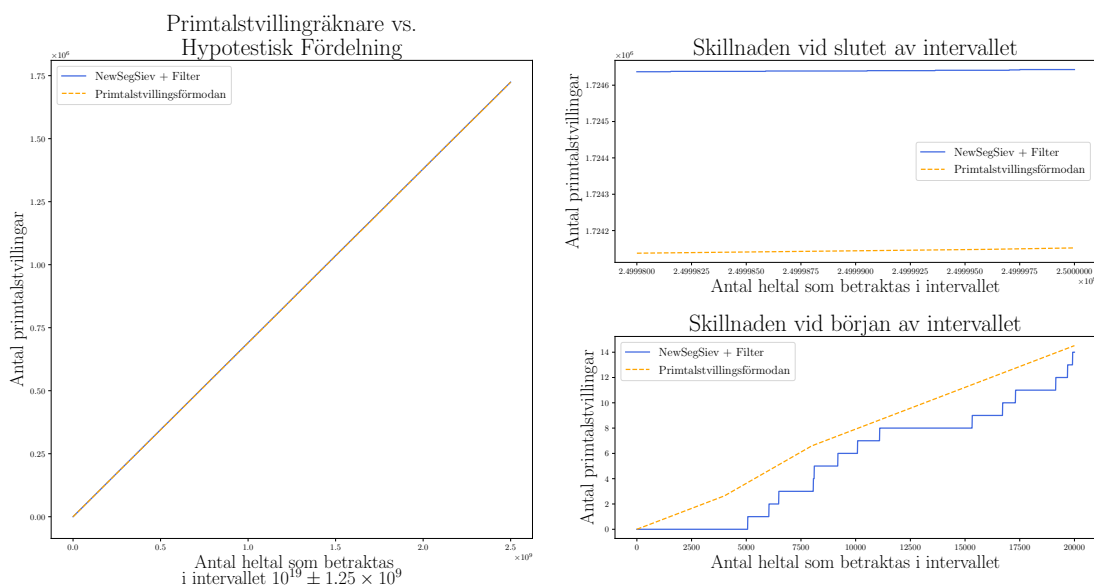 Primtalstvillingräknare vs.
Hypotestisk Fördelning
×10⁶
1.75
1.50
1.25
1.00
0.75
0.50
0.25
0.00
NewSegSiev + Filter
Primtalstvillingsförmodan
Antal primtalstvillingar
0.0 0.5 1.0 1.5 2.0 2.5
×10⁹
Antal heltal som betraktas
i intervallet 10¹⁹ ± 1.25 × 10⁹
Skillnaden vid slutet av intervallet
×10⁶
1.7246
1.7245
1.7244
1.7243
1.7242
NewSegSiev + Filter
Primtalstvillingsförmodan
Antal primtalstvillingar
2.4999800 2.4999825 2.4999850 2.4999875 2.4999900 2.4999925 2.4999950 2.4999975 2.5000000
×10⁹
Antal heltal som betraktas i intervallet
Skillnaden vid början av intervallet
14
12
10
8
6
4
2
0
NewSegSiev + Filter
Primtalstvillingsförmodan
Antal primtalstvillingar
0 2500 5000 7500 10000 12500 15000 17500 20000
Antal heltal som betraktas i intervallet